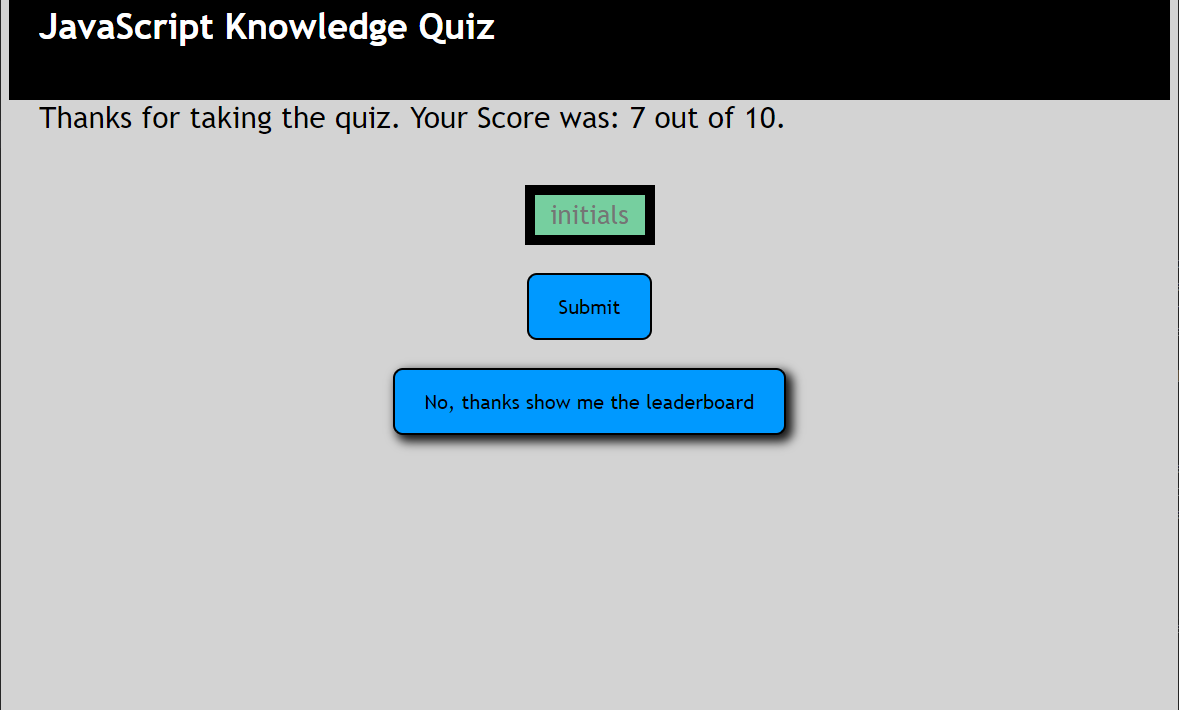 JavaScript Knowledge Quiz
Thanks for taking the quiz. Your Score was: 7 out of 10.
initials
Submit
No, thanks show me the leaderboard